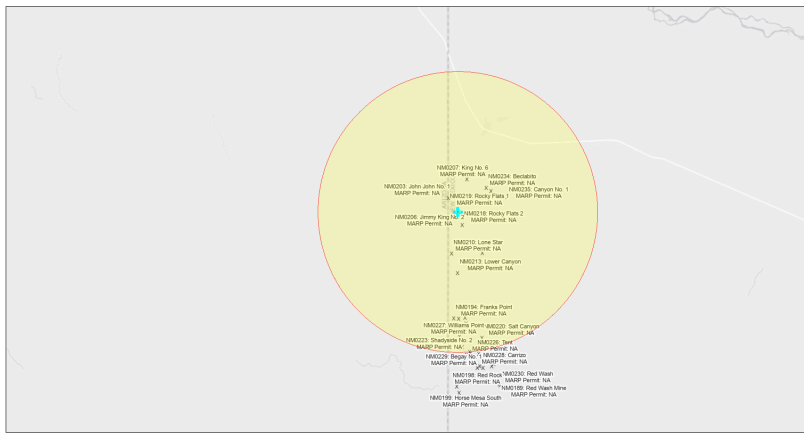 NM0207: King No. 6
MARP Permit: NA
NM0234: Beclabito
MARP Permit: NA
NM0203: John John No. 1
MARP Permit: NA
NM0235: Canyon No. 1
MARP Permit: NA
NM0219: Rocky Flats 1
MARP Permit: NA
NM0206: Jimmy King No. 2
MARP Permit: NA
NM0218: Rocky Flats 2
MARP Permit: NA
NM0210: Lone Star
MARP Permit: NA
NM0213: Lower Canyon
MARP Permit: NA
NM0194: Franks Point
MARP Permit: NA
NM0227: Williams Point
MARP Permit: NA
NM0220: Salt Canyon
MARP Permit: NA
NM0223: Shadyside No. 2
MARP Permit: NA
NM0226: Tent
MARP Permit: NA
NM0229: Begay No.
MARP Permit: NA
NM0228: Carrizo
MARP Permit: NA
NM0198: Red Rock
MARP Permit: NA
NM0230: Red Wash
MARP Permit: NA
NM0189: Red Wash Mine
MARP Permit: NA
NM0199: Horse Mesa South
MARP Permit: NA